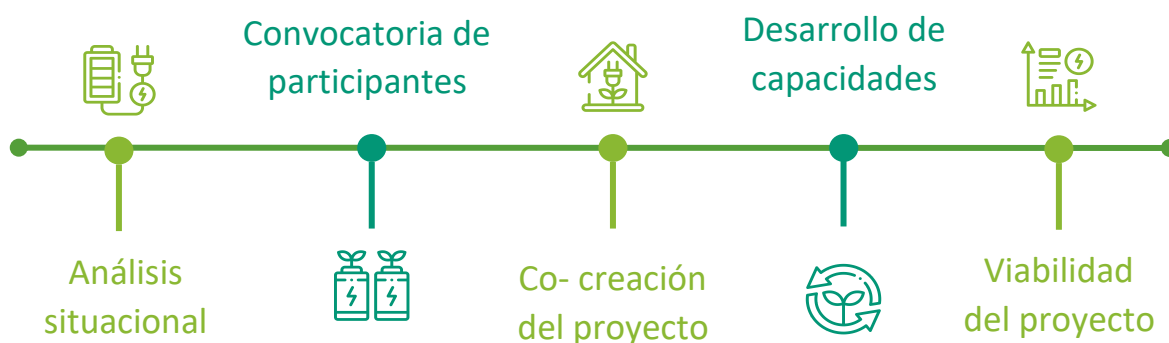 Análisis
situacional
Convocatoria de
participantes
Co- creación
del proyecto
Desarrollo de
capacidades
Viabilidad
del proyecto